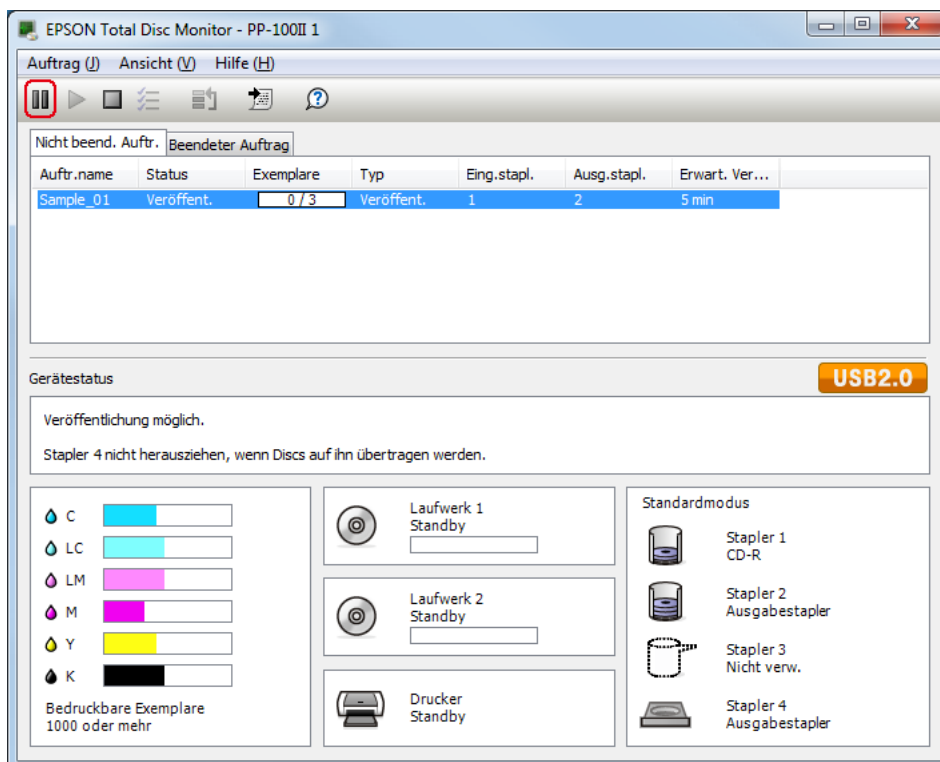 EPSON Total Disc Monitor - PP-100II 1
Auftrag (J) Ansicht (V) Hilfe (H)
Nicht beend. Auftr. Beendeter Auftrag
Auftr.name Status Exemplare Typ Eing.stapl. Ausg.stapl. Erwart. Ver...
Sample_01 Veröffent. 0 / 3 Veröffent. 1 2 5 min
Gerätestatus
USB2.0
Veröffentlichung möglich.
Stapler 4 nicht herausziehen, wenn Discs auf ihn übertragen werden.
C
LC
LM
M
Y
K
Bedruckbare Exemplare
1000 oder mehr
Laufwerk 1
Standby
Laufwerk 2
Standby
Drucker
Standby
Standardmodus
Stapler 1
CD-R
Stapler 2
Ausgabestapler
Stapler 3
Nicht verw.
Stapler 4
Ausgabestapler